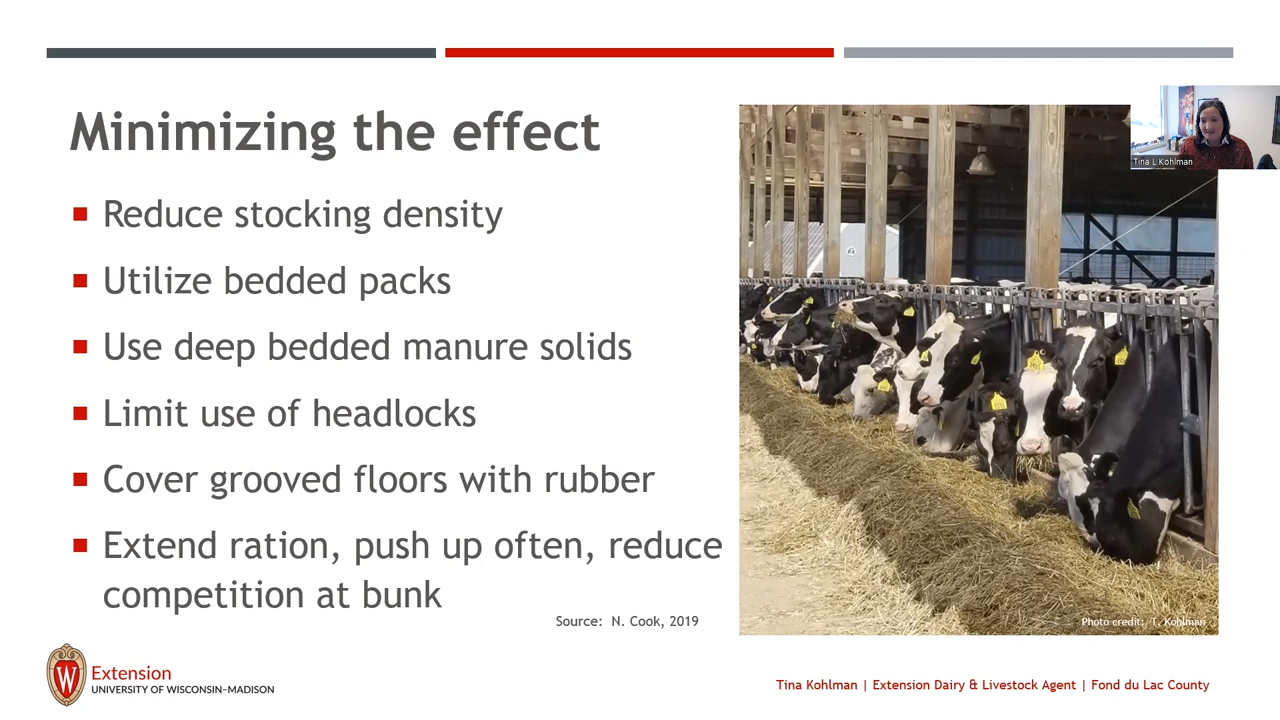 Minimizing the effect
Reduce stocking density
Utilize bedded packs
Use deep bedded manure solids
Limit use of headlocks
Cover grooved floors with rubber
Extend ration, push up often, reduce
competition at bunk
Source: N. Cook, 2019
Tina L Kohlman
Photo credit: T. Kohlman
W
Extension
UNIVERSITY OF WISCONSIN-MADISON
Tina Kohlman | Extension Dairy & Livestock Agent | Fond du Lac County